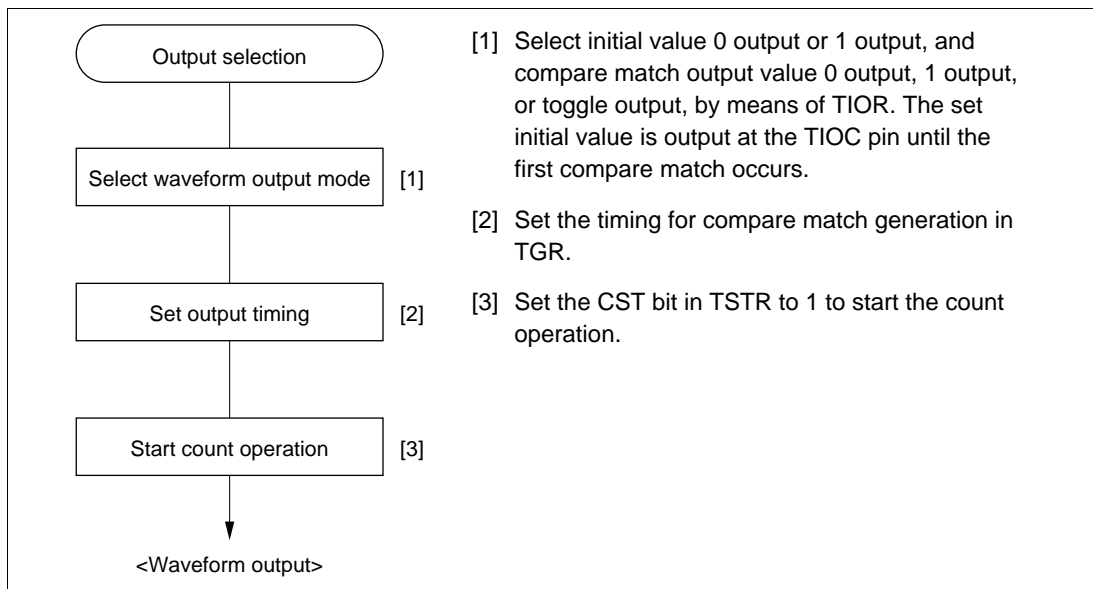 Output selection
Select waveform output mode [1]
Set output timing [2]
Start count operation [3]
<Waveform output>
[1] Select initial value 0 output or 1 output, and
compare match output value 0 output, 1 output,
or toggle output, by means of TIOR. The set
initial value is output at the TIOC pin until the
first compare match occurs.
[2] Set the timing for compare match generation in
TGR.
[3] Set the CST bit in TSTR to 1 to start the count
operation.